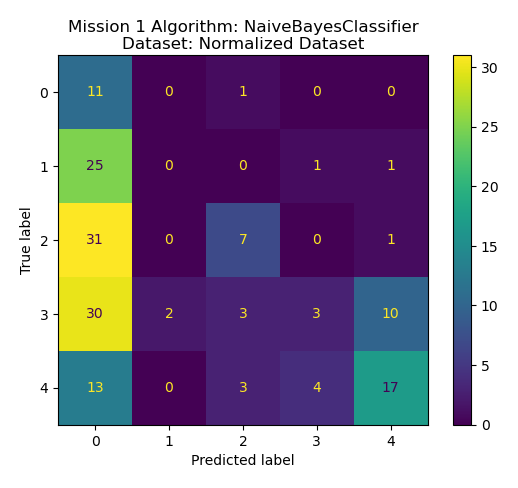 Mission 1 Algorithm: NaiveBayesClassifier
Dataset: Normalized Dataset
True label
0 11 0 1 0 0
1 25 0 0 1 1
2 31 0 7 0 1
3 30 2 3 3 10
4 13 0 3 4 17
0 1 2 3 4
Predicted label
30
25
20
15
10
5
0